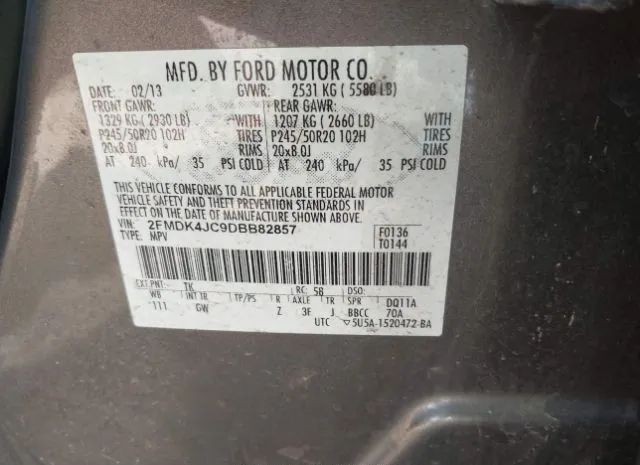 MFD. BY FORD MOTOR CO.
DATE: 02/13 GVWR: 2531 KG ( 5580 LB)
FRONT GAWR: REAR GAWR:
1329 KG ( 2930 LB) WITH 1207 KG ( 2660 LB) WITH
P245/50R20 102H TIRES P245/50R20 102H TIRES
20x8.0J RIMS 20x8.0J RIMS
AT 240 kPa/ 35 PSI COLD AT 240 kPa/ 35 PSI COLD
THIS VEHICLE CONFORMS TO ALL APPLICABLE FEDERAL MOTOR
VEHICLE SAFETY AND THEFT PREVENTION STANDARDS IN
EFFECT ON THE DATE OF MANUFACTURE SHOWN ABOVE.
VIN: 2FMDK4JC9DBB82857 F0136
TYPE: MPV T0144
EXT PNT: TK RC: 58 DSO:
WB INT TR TP/PS R AXLE TR SPR DQ11A
111 GW Z 3F J BBCC 70A
UTC ▽5U5A-1520472-BA